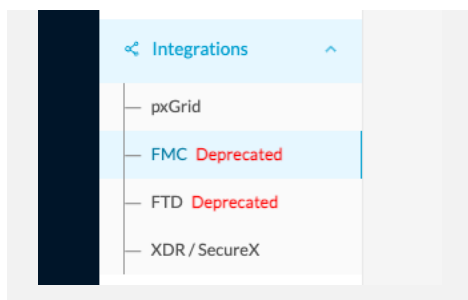 Integrations
pxGrid
FMC Deprecated
FTD Deprecated
XDR / SecureX